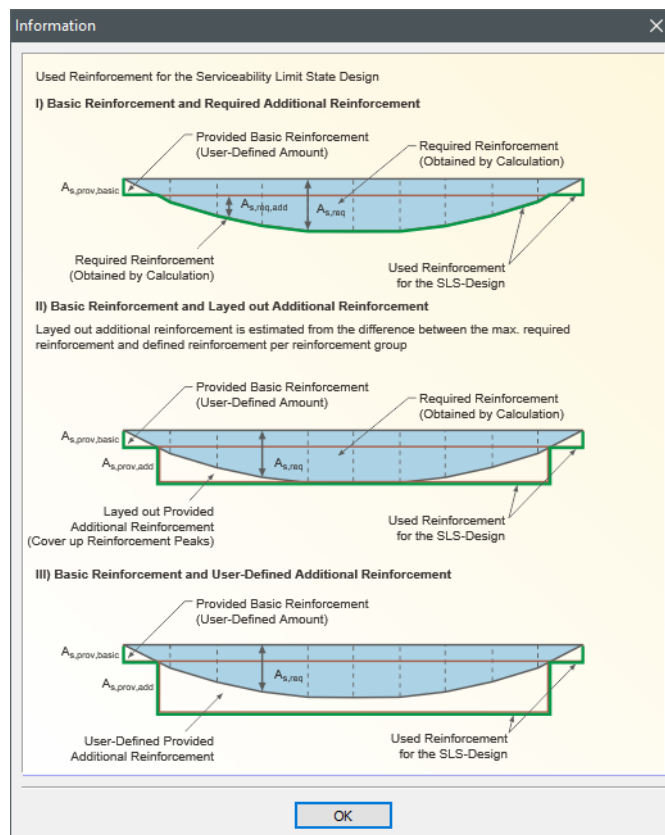 Information
Used Reinforcement for the Serviceability Limit State Design
I) Basic Reinforcement and Required Additional Reinforcement
Provided Basic Reinforcement
(User-Defined Amount)
Required Reinforcement
(Obtained by Calculation)
As,prov,basic
As,req,add
As,req
Required Reinforcement
(Obtained by Calculation)
Used Reinforcement
for the SLS-Design
II) Basic Reinforcement and Layed out Additional Reinforcement
Layed out additional reinforcement is estimated from the difference between the max. required
reinforcement and defined reinforcement per reinforcement group
Provided Basic Reinforcement
(User-Defined Amount)
Required Reinforcement
(Obtained by Calculation)
As,prov,basic
As,prov,add
As,req
Layed out Provided
Additional Reinforcement
(Cover up Reinforcement Peaks)
Used Reinforcement
for the SLS-Design
III) Basic Reinforcement and User-Defined Additional Reinforcement
Provided Basic Reinforcement
(User-Defined Amount)
As,prov,basic
As,prov,add
As,req
User-Defined Provided
Additional Reinforcement
Used Reinforcement
for the SLS-Design
OK